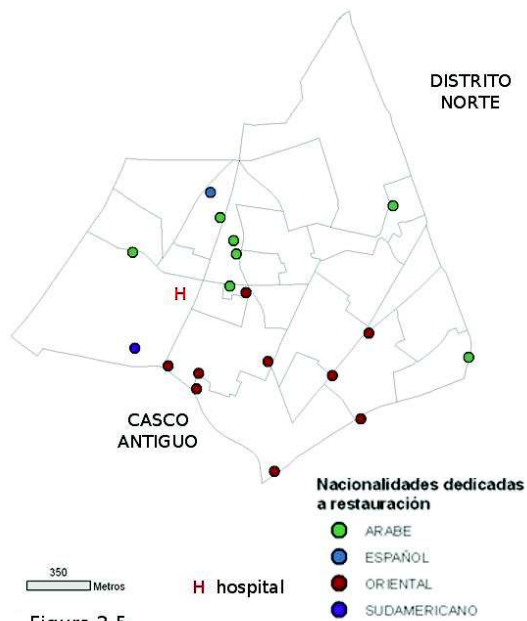 DISTRITO
NORTE
H
CASCO
ANTIGUO
Nacionalidades dedicadas
a restauración
ARABE
ESPAÑOL
ORIENTAL
SUDAMERICANO
350
Metros
H hospital